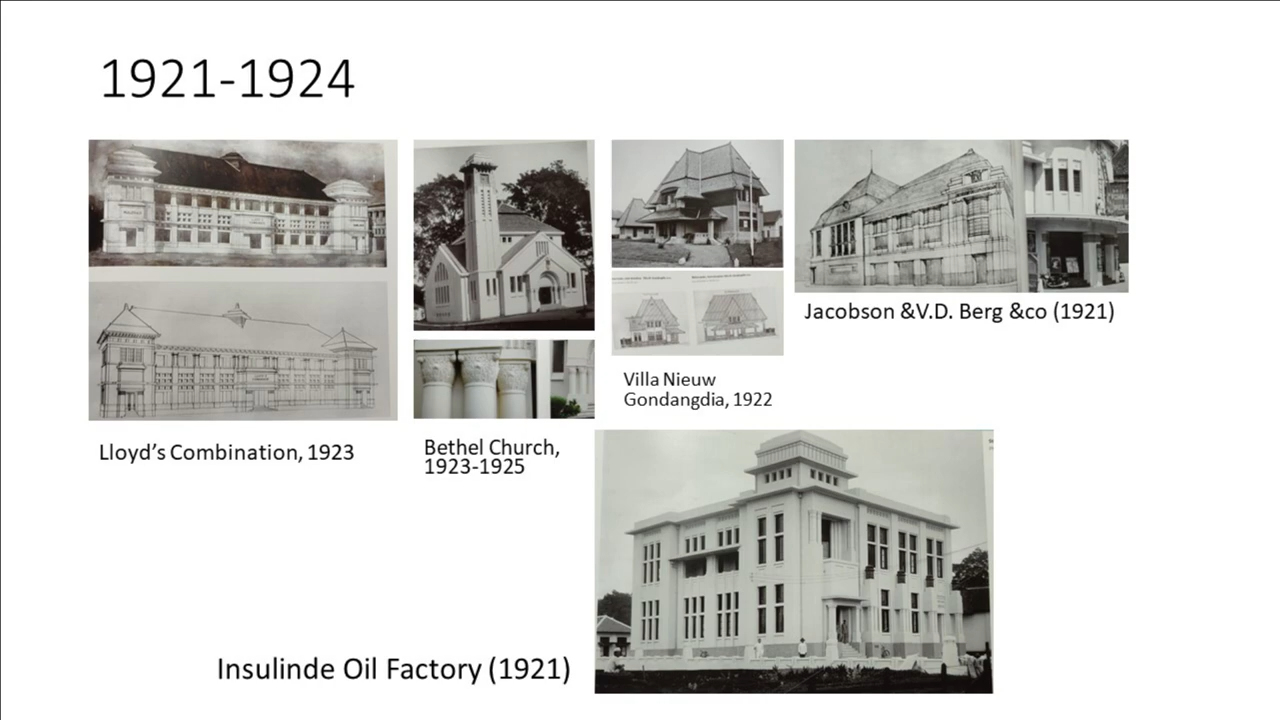 1921-1924
Jacobson &V.D. Berg &co (1921)
Villa Nieuw
Gondangdia, 1922
Lloyd’s Combination, 1923
Bethel Church,
1923-1925
Insulinde Oil Factory (1921)